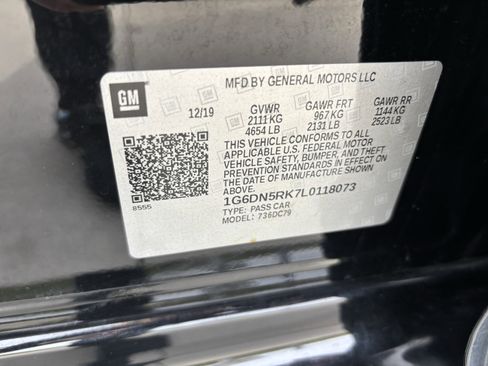 MFD BY GENERAL MOTORS LLC
GM
12/19 GVWR GAWR FRT GAWR RR
2111 KG 967 KG 1144 KG
4654 LB 2131 LB 2523 LB
THIS VEHICLE CONFORMS TO ALL
APPLICABLE U.S. FEDERAL MOTOR
VEHICLE SAFETY, BUMPER, AND THEFT
PREVENTION STANDARDS IN EFFECT ON
THE DATE OF MANUFACTURE SHOWN
ABOVE.
1G6DN5RK7L0118073
8555
TYPE: PASS CAR
MODEL: 736DC79